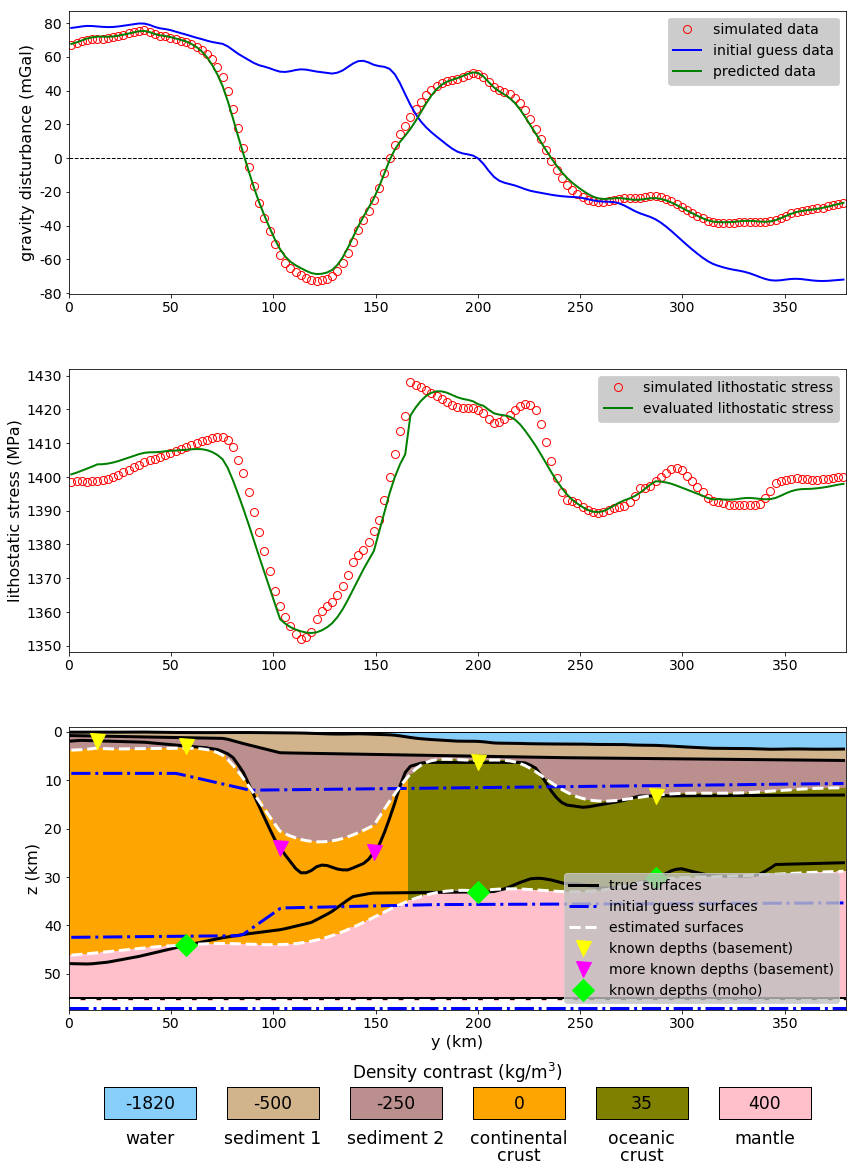 80
60
40
20
0
-20
-40
-60
-80
gravity disturbance (mGal)
simulated data
initial guess data
predicted data
0 50 100 150 200 250 300 350
1430
1420
1410
1400
1390
1380
1370
1360
1350
lithostatic stress (MPa)
simulated lithostatic stress
evaluated lithostatic stress
0 50 100 150 200 250 300 350
0
10
20
30
40
50
z (km)
true surfaces
initial guess surfaces
estimated surfaces
known depths (basement)
more known depths (basement)
known depths (moho)
0 50 100 150 200 250 300 350
y (km)
Density contrast (kg/m³)
-1820 -500 -250 0 35 400
water sediment 1 sediment 2 continental oceanic mantle
crust crust